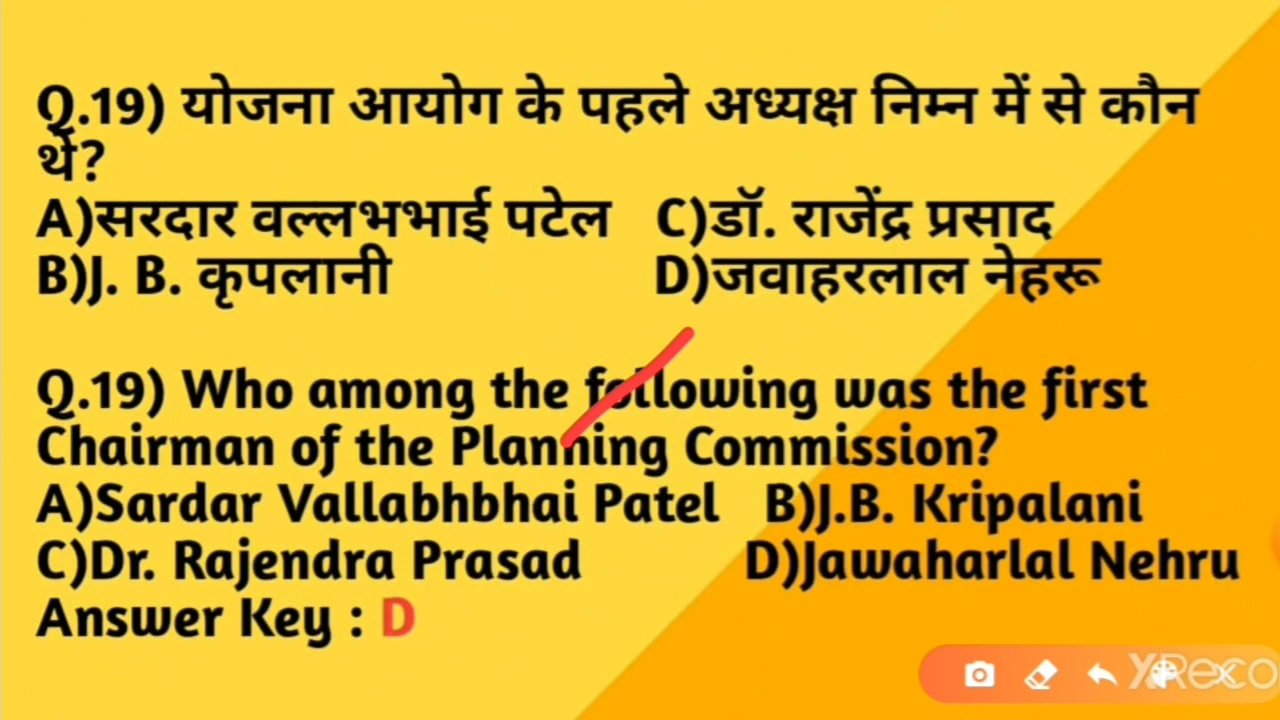 Q.19) योजना आयोग के पहले अध्यक्ष निम्न में से कौन
थे?
A)सरदार वल्लभभाई पटेल C)डॉ. राजेंद्र प्रसाद
B)J. B. कृपलानी D)जवाहरलाल नेहरू
Q.19) Who among the following was the first
Chairman of the Planning Commission?
A)Sardar Vallabhbhai Patel B)J.B. Kripalani
C)Dr. Rajendra Prasad D)Jawaharlal Nehru
Answer Key : D
XReco